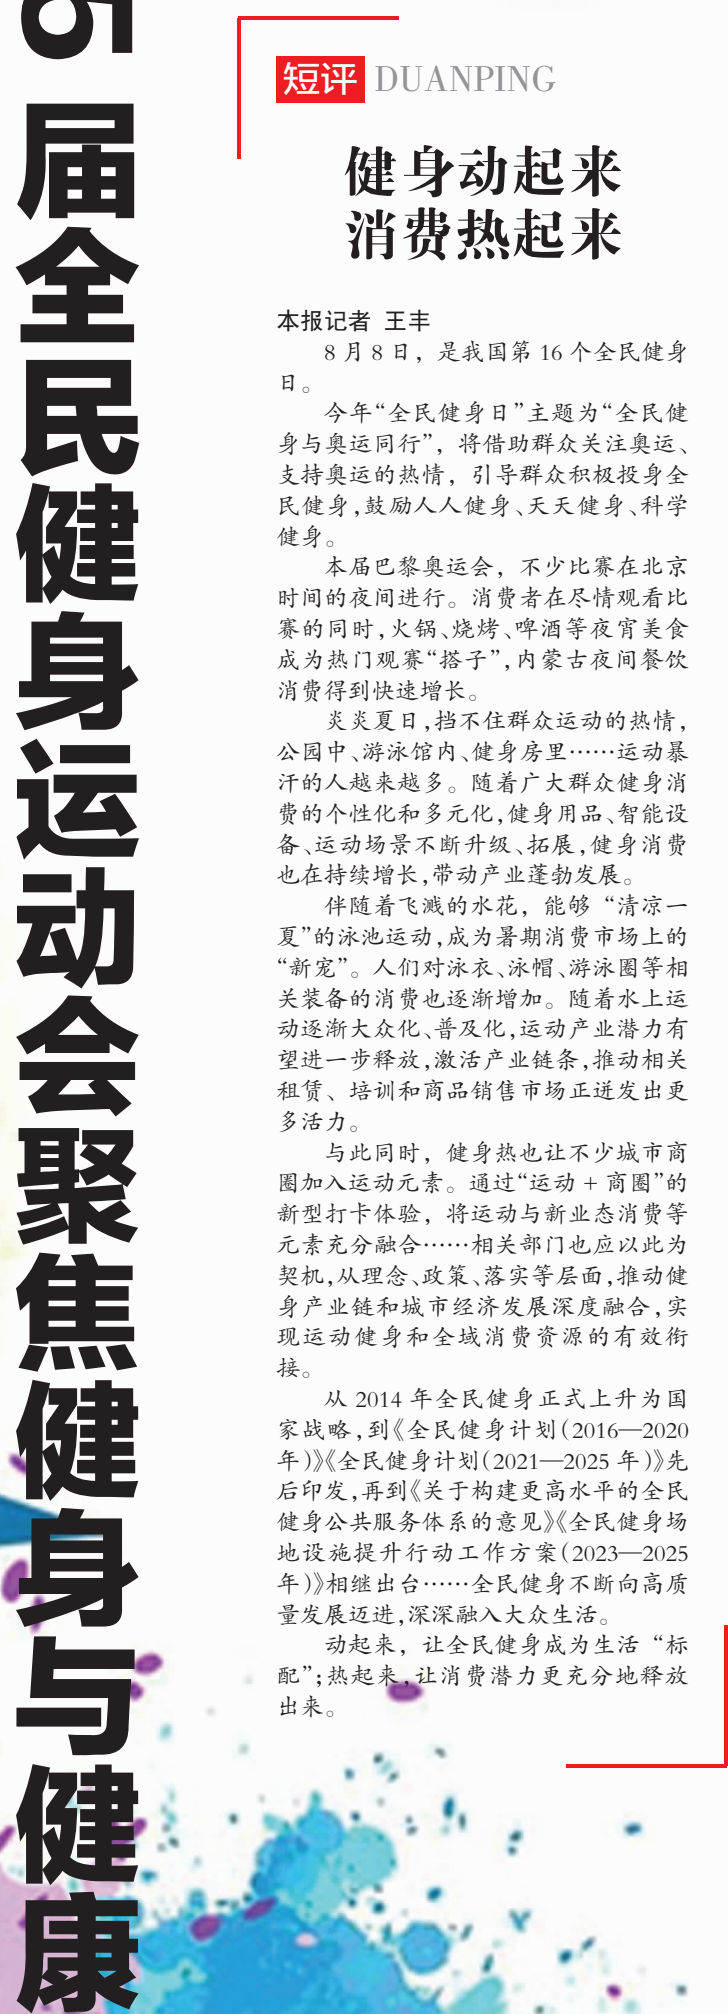 5届全民健身运动会聚焦健身与健康
短评 DUANPING
健身动起来
消费热起来
本报记者 王丰
8月8日，是我国第16个全民健身
日。
今年“全民健身日”主题为“全民健
身与奥运同行”，将借助群众关注奥运、
支持奥运的热情，引导群众积极投身全
民健身，鼓励人人健身、天天健身、科学
健身。
本届巴黎奥运会，不少比赛在北京
时间的夜间进行。消费者在尽情观看比
赛的同时，火锅、烧烤、啤酒等夜宵美食
成为热门观赛“搭子”，内蒙古夜间餐饮
消费得到快速增长。
炎炎夏日，挡不住群众运动的热情，
公园中、游泳馆内、健身房里……运动暴
汗的人越来越多。随着广大群众健身消
费的个性化和多元化，健身用品、智能设
备、运动场景不断升级、拓展，健身消费
也在持续增长，带动产业蓬勃发展。
伴随着飞溅的水花，能够“清凉一
夏”的泳池运动，成为暑期消费市场上的
“新宠”。人们对泳衣、泳帽、游泳圈等相
关装备的消费也逐渐增加。随着水上运
动逐渐大众化、普及化，运动产业潜力有
望进一步释放，激活产业链条，推动相关
租赁、培训和商品销售市场正迸发出更
多活力。
与此同时，健身热也让不少城市商
圈加入运动元素。通过“运动+商圈”的
新型打卡体验，将运动与新业态消费等
元素充分融合……相关部门也应以此为
契机，从理念、政策、落实等层面，推动健
身产业链和城市经济发展深度融合，实
现运动健身和全域消费资源的有效衔
接。
从2014年全民健身正式上升为国
家战略，到《全民健身计划（2016—2020
年）》《全民健身计划（2021—2025年）》先
后印发，再到《关于构建更高水平的全民
健身公共服务体系的意见》《全民健身场
地设施提升行动工作方案（2023—2025
年）》相继出台……全民健身不断向高质
量发展迈进，深深融入大众生活。
动起来，让全民健身成为生活“标
配”；热起来，让消费潜力更充分地释放
出来。